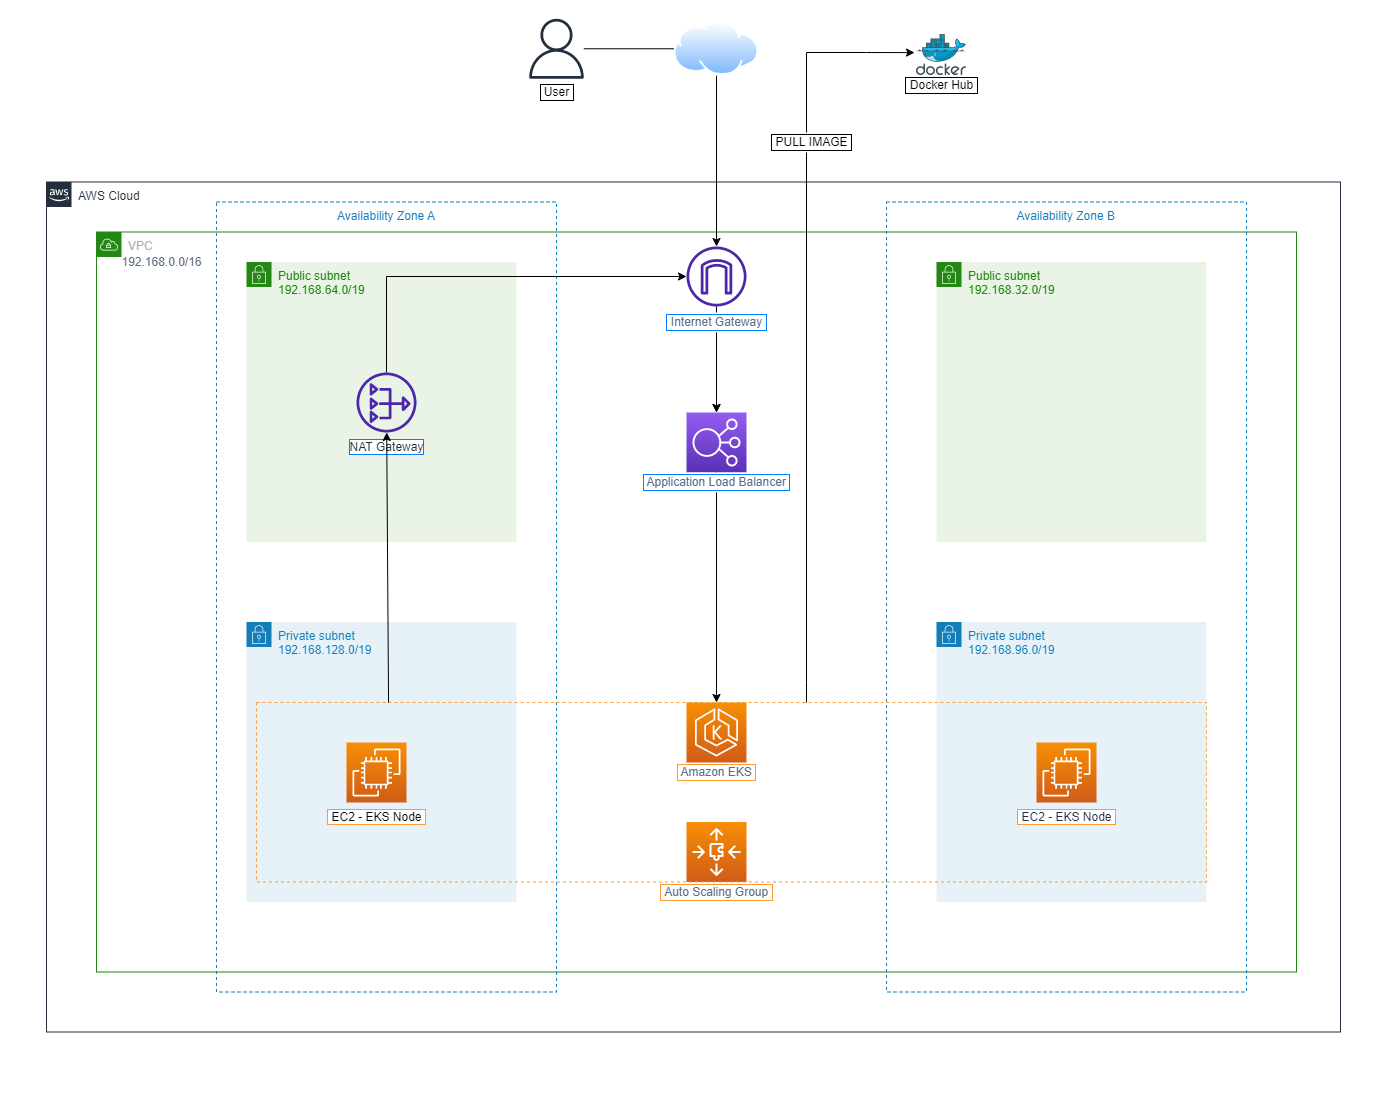 User
docker
Docker Hub
PULL IMAGE
aws
AWS Cloud
Availability Zone A
Availability Zone B
VPC
192.168.0.0/16
Public subnet
192.168.64.0/19
Public subnet
192.168.32.0/19
Internet Gateway
NAT Gateway
Application Load Balancer
Private subnet
192.168.128.0/19
Private subnet
192.168.96.0/19
K
Amazon EKS
EC2 - EKS Node
EC2 - EKS Node
Auto Scaling Group